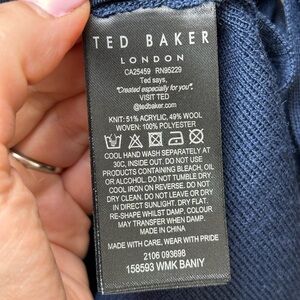 TED BAKER
LONDON
CA25459 RN95229
Ted says,
"Created especially for you".
VISIT TED
@tedbaker.com
KNIT: 51% ACRYLIC, 49% WOOL
WOVEN: 100% POLYESTER
COOL HAND WASH SEPARATELY AT
30C, INSIDE OUT. DO NOT USE
PRODUCTS CONTAINING BLEACH, OIL
OR ALCOHOL. DO NOT TUMBLE DRY.
COOL IRON ON REVERSE. DO NOT
DRY CLEAN. DO NOT LEAVE OR DRY
IN DIRECT SUNLIGHT. DRY FLAT.
RE-SHAPE WHILST DAMP. COLOUR
MAY TRANSFER WHEN DAMP.
MADE IN CHINA
MADE WITH CARE, WEAR WITH PRIDE
2106 093698
158593 WMK BANIY